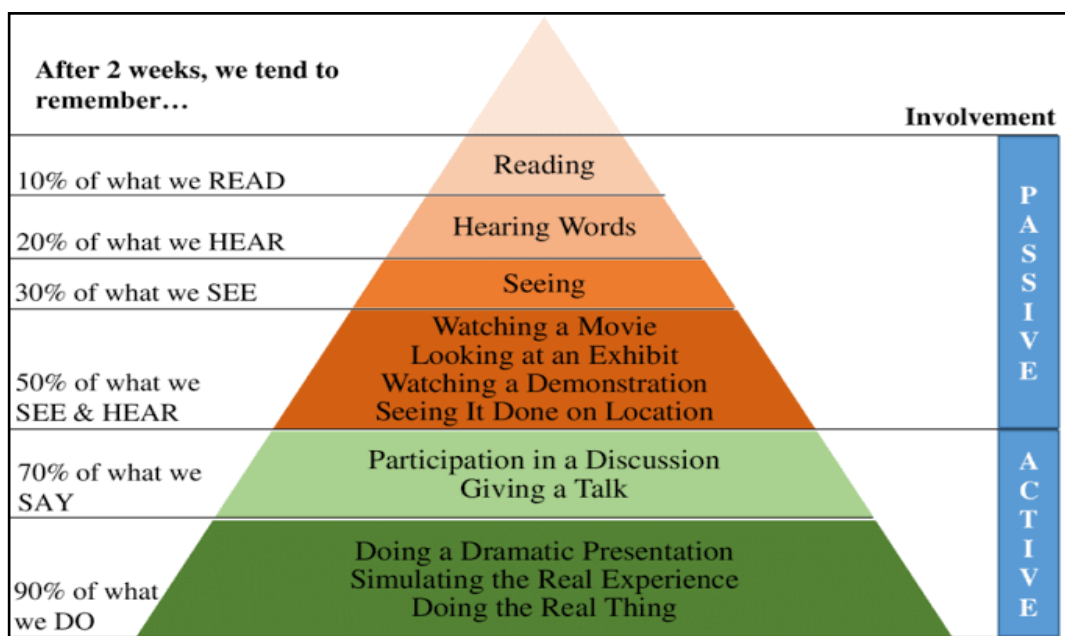 After 2 weeks, we tend to
remember…
Involvement
10% of what we READ
Reading
20% of what we HEAR
Hearing Words
30% of what we SEE
Seeing
50% of what we
SEE & HEAR
Watching a Movie
Looking at an Exhibit
Watching a Demonstration
Seeing It Done on Location
PASSIVE
70% of what we
SAY
Participation in a Discussion
Giving a Talk
90% of what
we DO
Doing a Dramatic Presentation
Simulating the Real Experience
Doing the Real Thing
ACTIVE